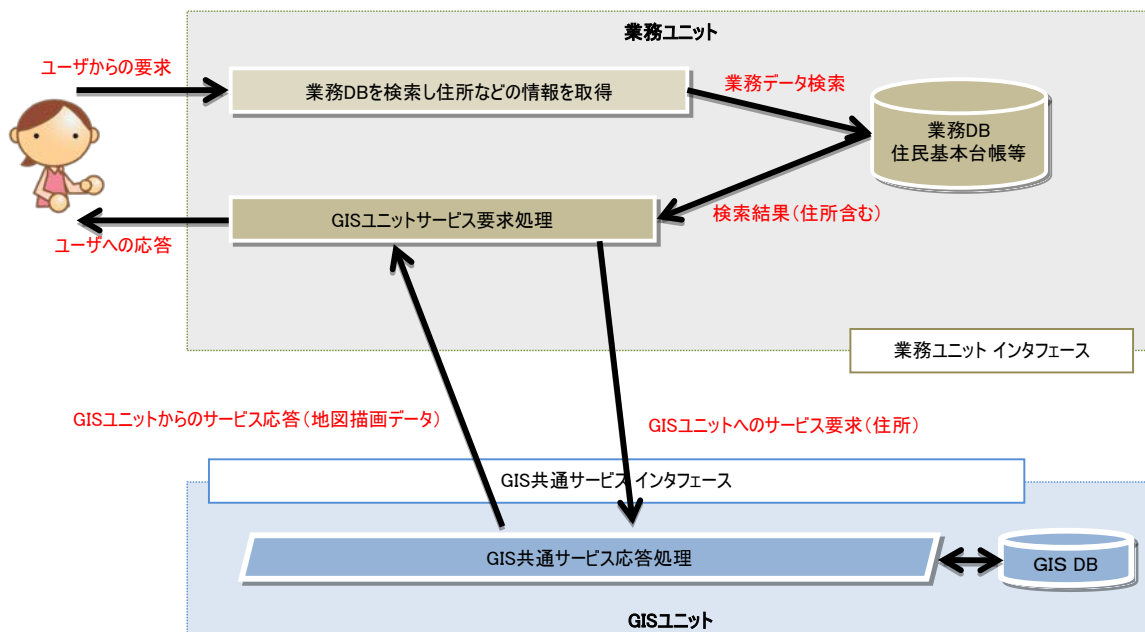 業務ユニット
ユーザからの要求
業務DBを検索し住所などの情報を取得
業務データ検索
業務DB
住民基本台帳等
GISユニットサービス要求処理
検索結果(住所含む)
ユーザへの応答
業務ユニット インタフェース
GISユニットからのサービス応答(地図描画データ)
GISユニットへのサービス要求(住所)
GIS共通サービス インタフェース
GIS共通サービス応答処理
GIS DB
GISユニット